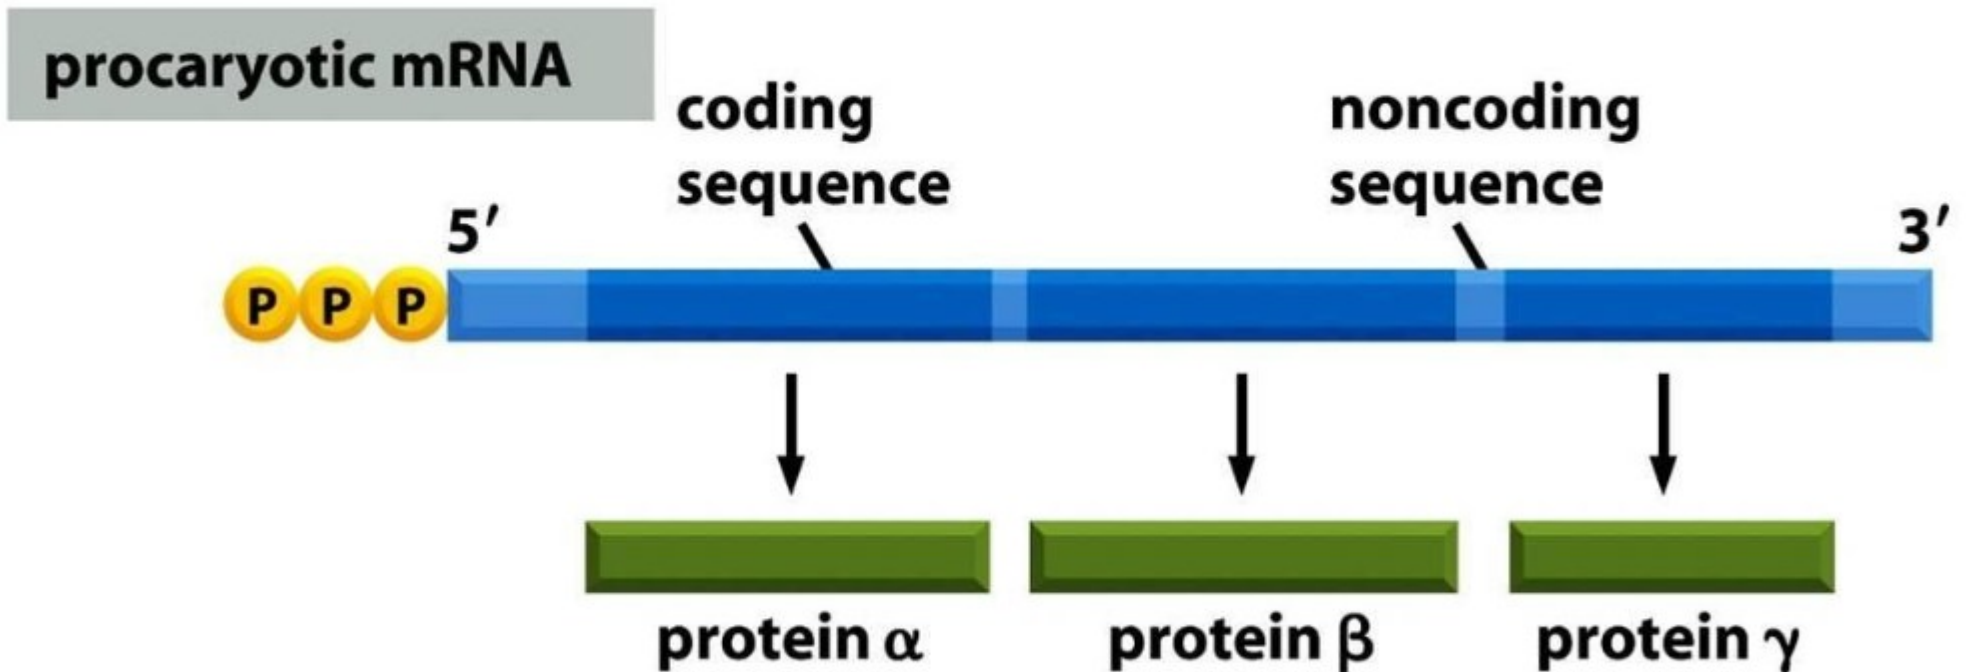 procaryotic mRNA
coding
sequence
noncoding
sequence
5′
3′
P P P
protein α
protein β
protein γ